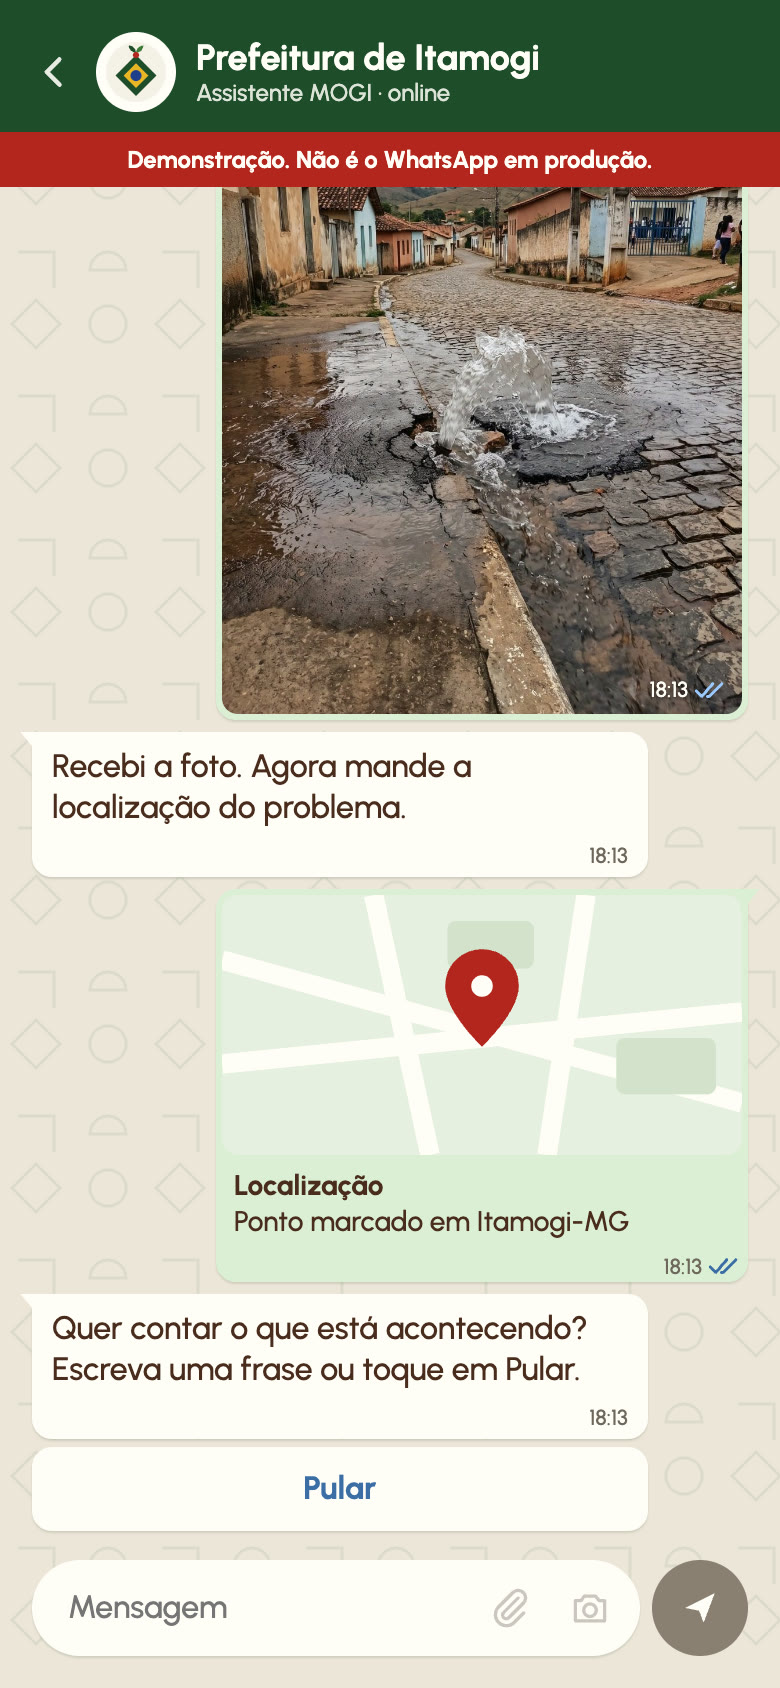 Prefeitura de Itamogi
Assistente MOGI · online
Demonstração. Não é o WhatsApp em produção.
18:13
Recebi a foto. Agora mande a
localização do problema.
18:13
Localização
Ponto marcado em Itamogi-MG
18:13
Quer contar o que está acontecendo?
Escreva uma frase ou toque em Pular.
18:13
Pular
Mensagem